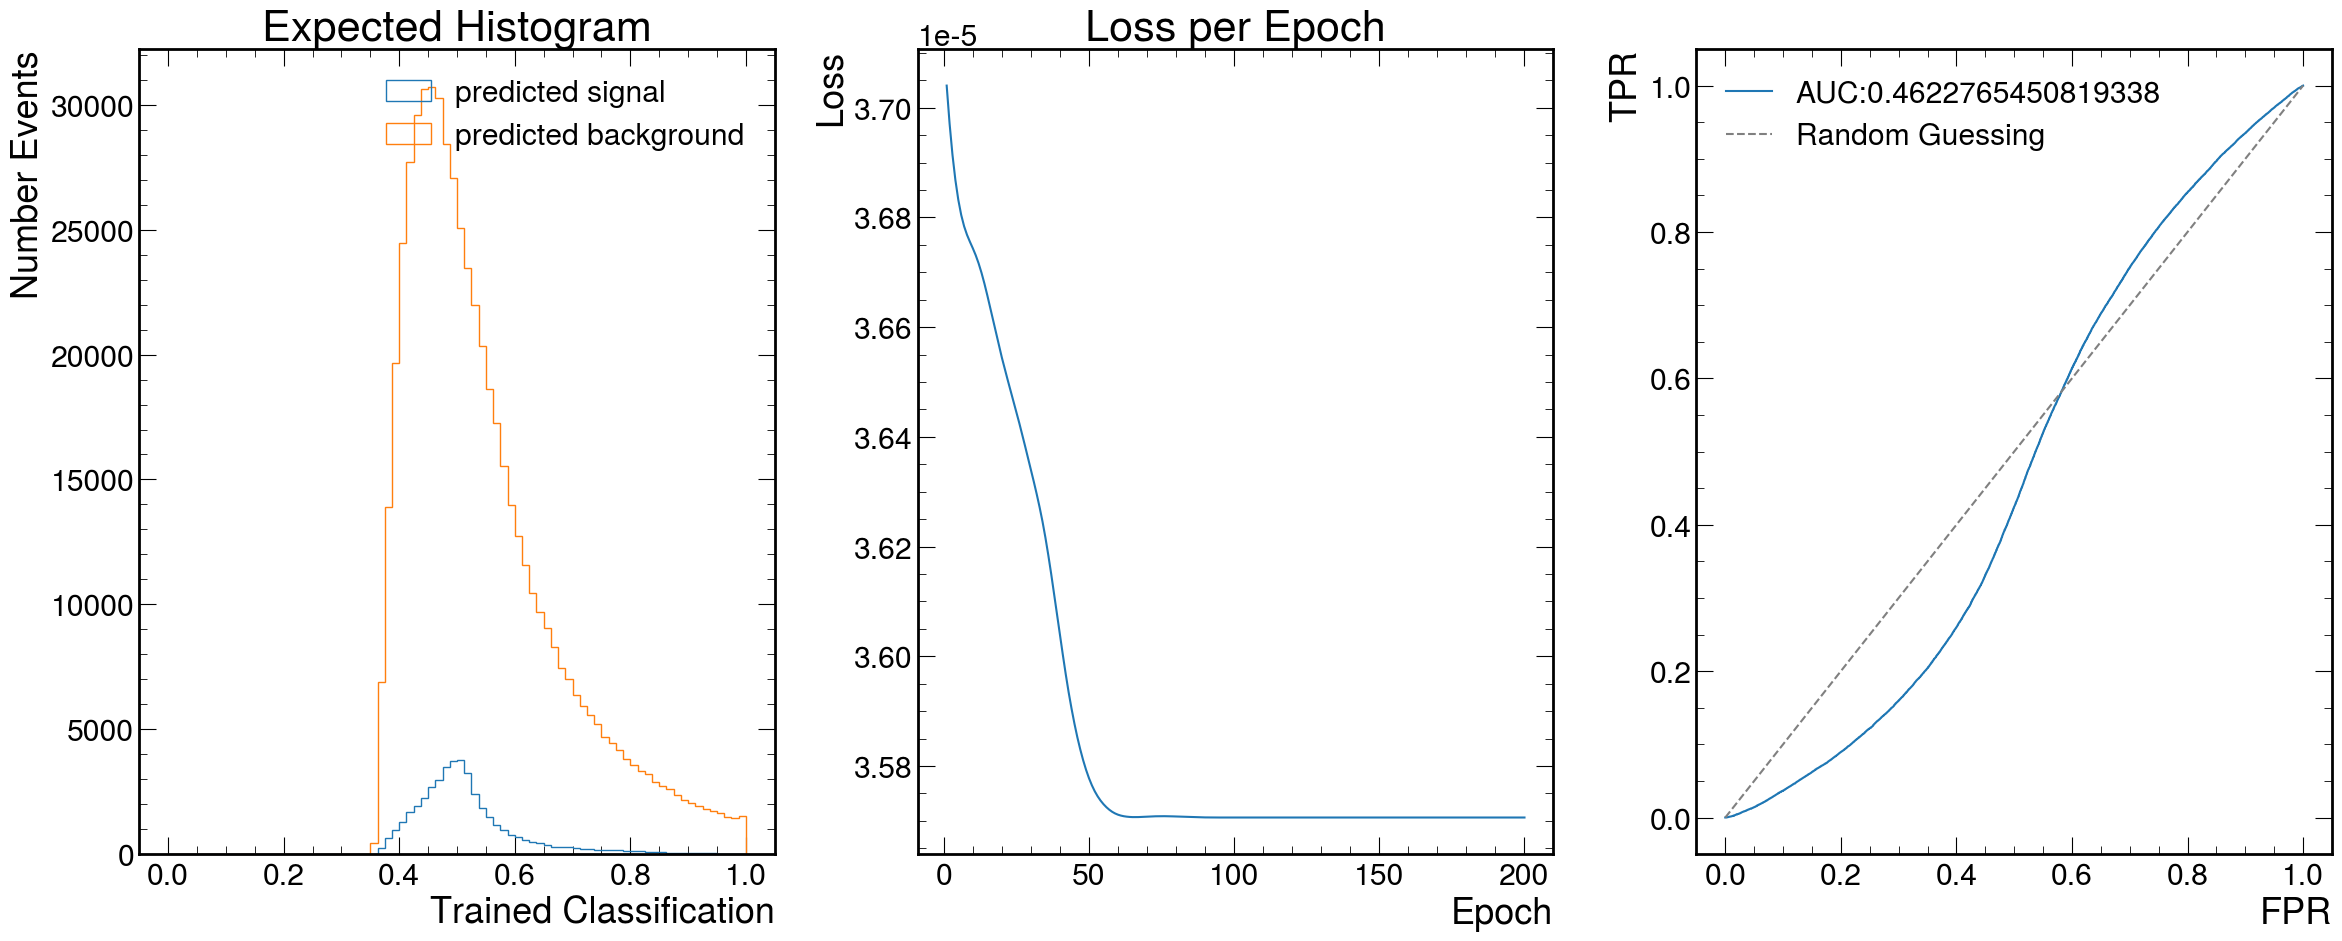 Expected Histogram
Number Events
predicted signal
predicted background
30000
25000
20000
15000
10000
5000
0
0.0 0.2 0.4 0.6 0.8 1.0
Trained Classification
Loss per Epoch
1e-5
Loss
3.70
3.68
3.66
3.64
3.62
3.60
3.58
0 50 100 150 200
Epoch
TPR
AUC:0.4622765450819338
Random Guessing
1.0
0.8
0.6
0.4
0.2
0.0
0.0 0.2 0.4 0.6 0.8 1.0
FPR